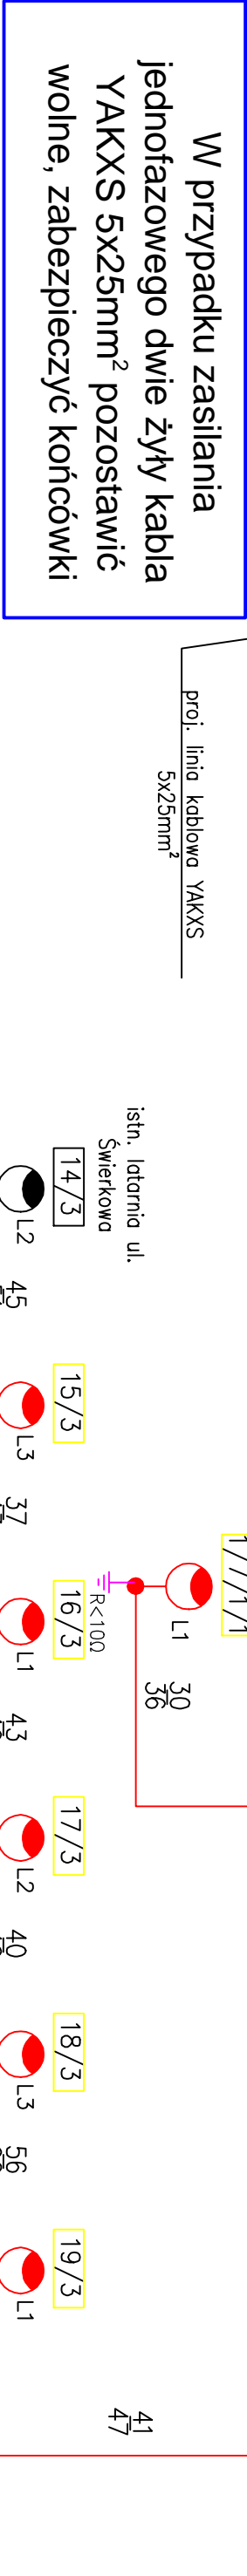 W przypadku zasilania
jednofazowego dwie żyły kabla
YAKXS 5x25mm² pozostawić
wolne, zabezpieczyć końcówki
proj. linia kablowa YAKXS
5x25mm²
istn. latarnia ul.
Świerkowa
14/3
L2
45
15/3
L3
37
16/3
L1
43
17/3
L2
40
18/3
L3
56
19/3
L1
L1
R<10Ω
30
36
41
47